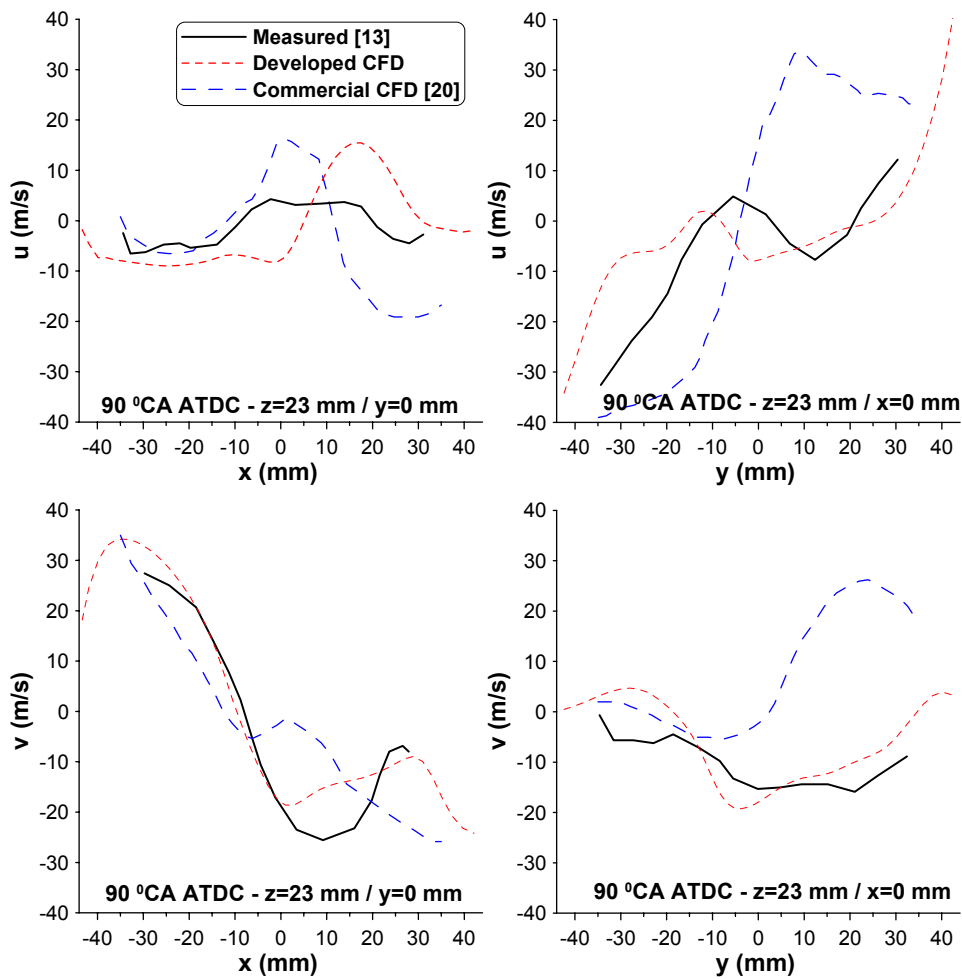 40
30
20
10
0
-10
-20
-30
-40
u (m/s)
Measured [13]
Developed CFD
Commercial CFD [20]
90 ⁰CA ATDC - z=23 mm / y=0 mm
-40 -30 -20 -10 0 10 20 30 40
x (mm)
40
30
20
10
0
-10
-20
-30
-40
u (m/s)
90 ⁰CA ATDC - z=23 mm / x=0 mm
-40 -30 -20 -10 0 10 20 30 40
y (mm)
40
30
20
10
0
-10
-20
-30
-40
v (m/s)
90 ⁰CA ATDC - z=23 mm / y=0 mm
-40 -30 -20 -10 0 10 20 30 40
x (mm)
40
30
20
10
0
-10
-20
-30
-40
v (m/s)
90 ⁰CA ATDC - z=23 mm / x=0 mm
-40 -30 -20 -10 0 10 20 30 40
y (mm)